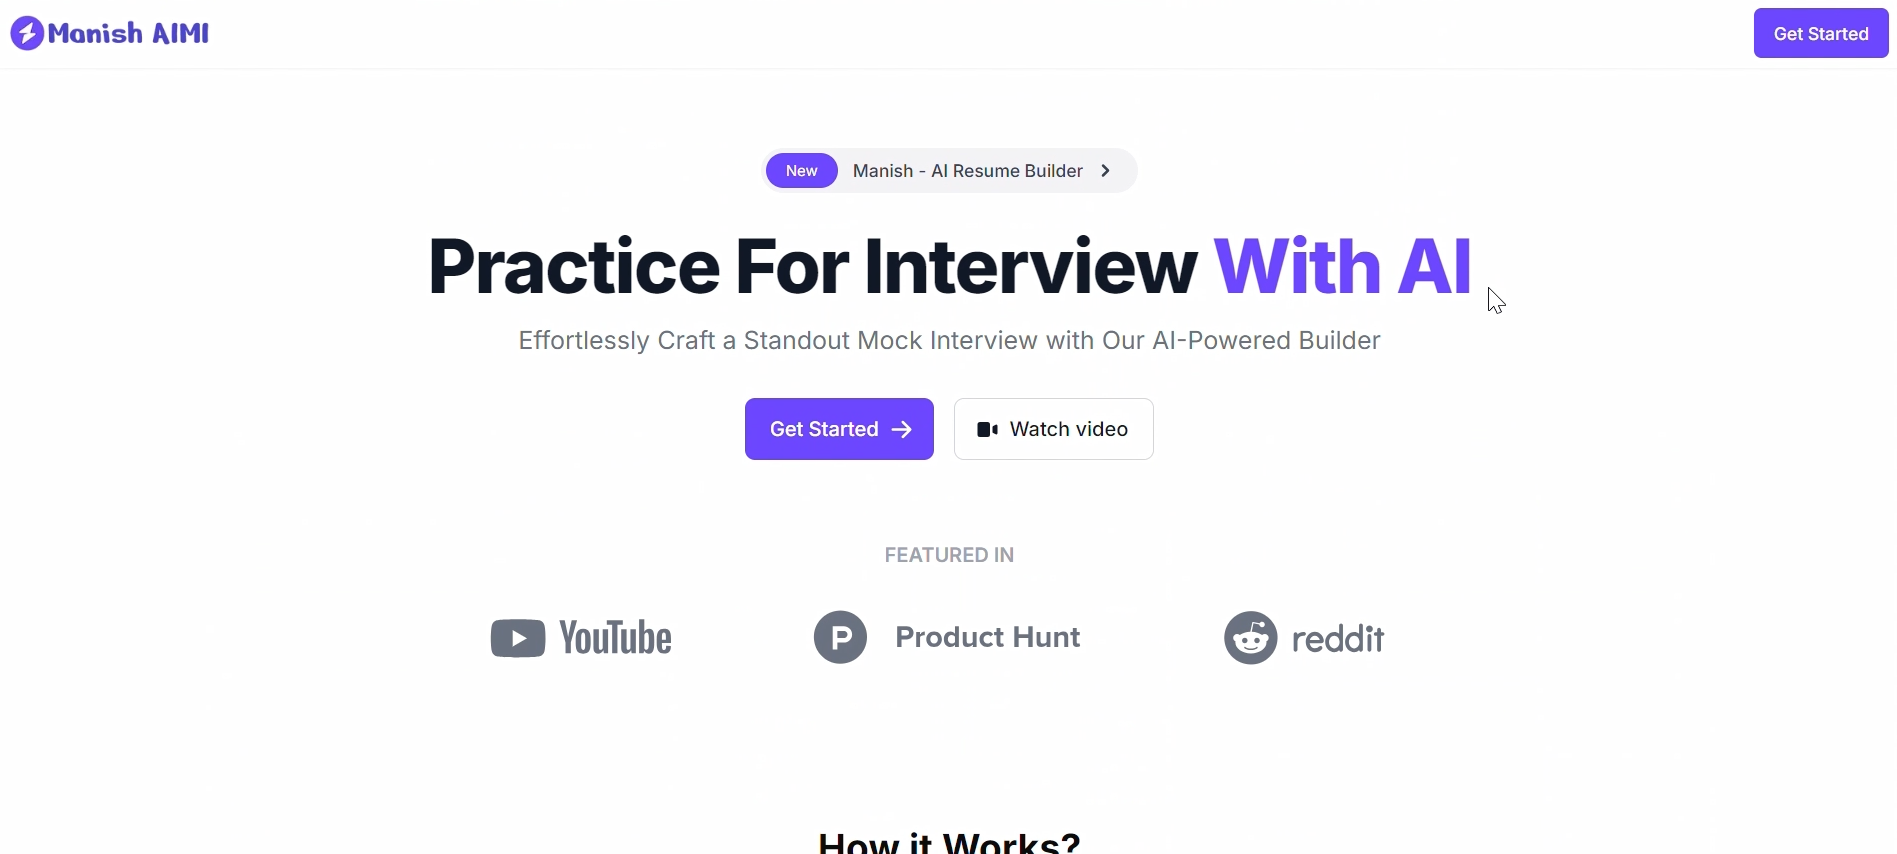 Manish AIMI
Get Started
New Manish - AI Resume Builder
Practice For Interview With AI
Effortlessly Craft a Standout Mock Interview with Our AI-Powered Builder
Get Started Watch video
FEATURED IN
YouTube Product Hunt reddit
How it Works?